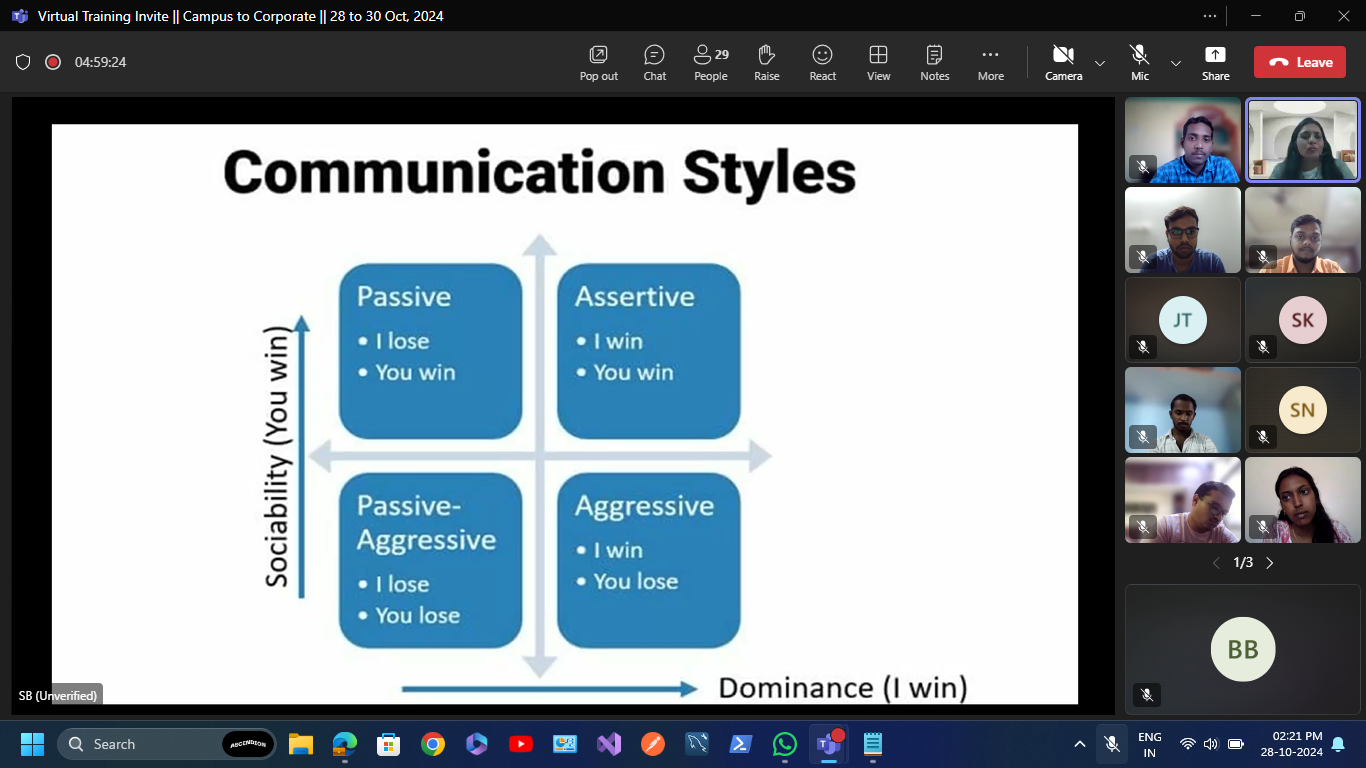 Virtual Training Invite || Campus to Corporate || 28 to 30 Oct, 2024
04:59:24
Pop out
Chat
29
People
Raise
React
View
Notes
More
Camera
Mic
Share
Leave
Communication Styles
Sociability (You win)
Passive
• I lose
• You win
Assertive
• I win
• You win
Passive-
Aggressive
• I lose
• You lose
Aggressive
• I win
• You lose
Dominance (I win)
SB (Unverified)
JT
SK
SN
1/3
BB
Search
ASCENDION
ENG
IN
02:21 PM
28-10-2024